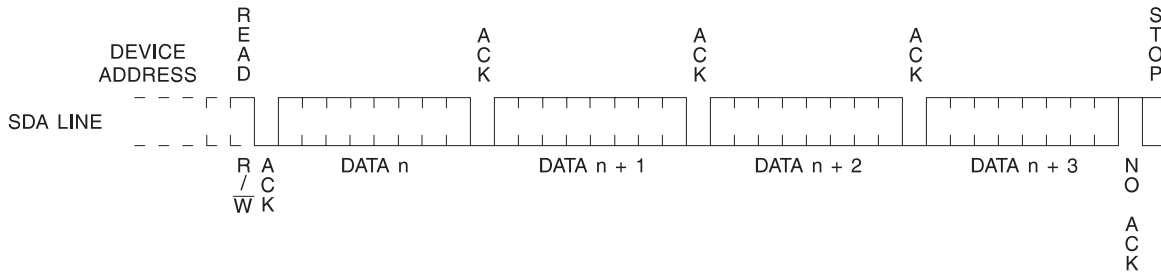 READ
ACK
ACK
ACK
STOP
DEVICE
ADDRESS
SDA LINE
R/W
ACK
DATA n
DATA n + 1
DATA n + 2
DATA n + 3
NO ACK